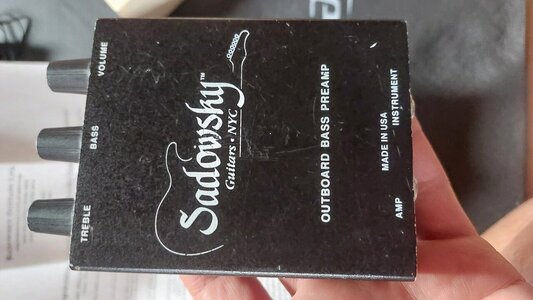 TREBLE BASS VOLUME
Sadowsky™
Guitars • NYC
OUTBOARD BASS PREAMP
MADE IN USA
AMP INSTRUMENT